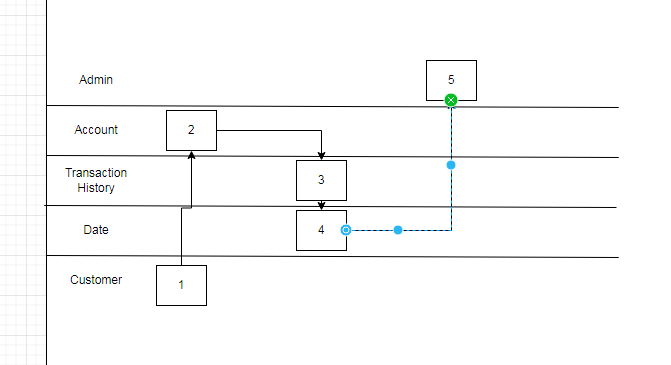 Admin
5
Account
2
Transaction
History
3
Date
4
Customer
1